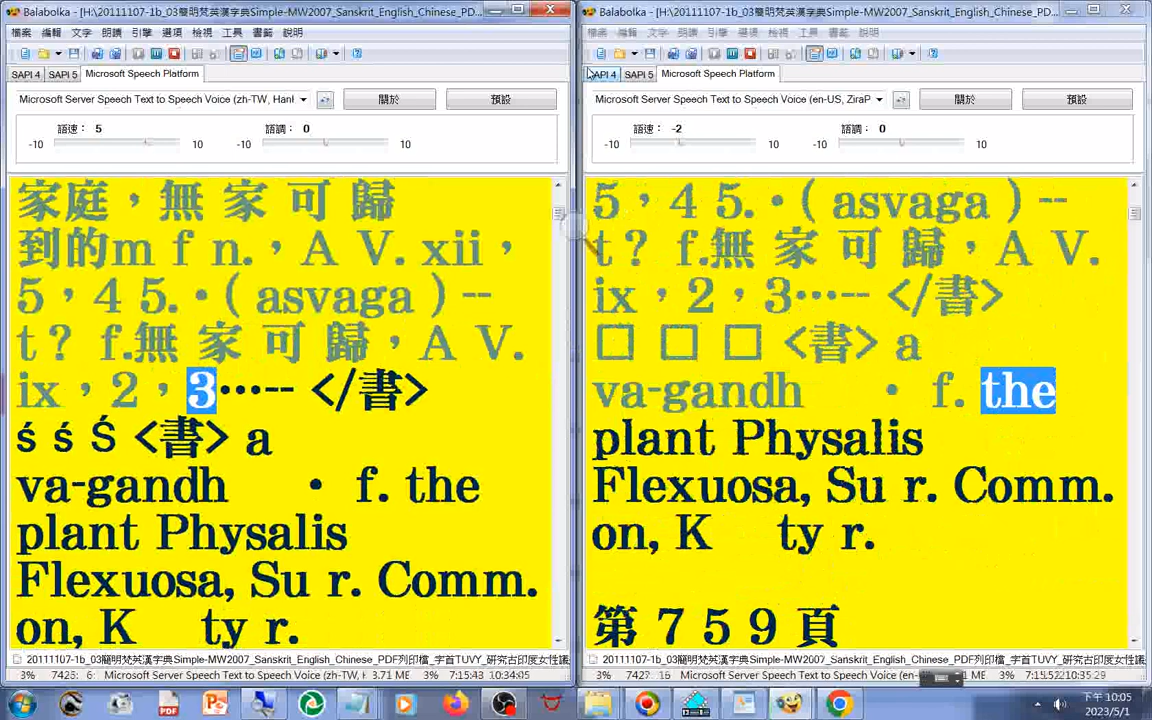 Balabolka - [H:\20111107-1b_03簡明梵英漢字典Simple-MW2007_Sanskrit_English_Chinese_PD...
檔案 編輯 文字 朗讀 引擎 選項 檢視 工具 書籤 說明
SAPI 4 SAPI 5 Microsoft Speech Platform
Microsoft Server Speech Text to Speech Voice (zh-TW, Hanl 關於 預設
語速： 5 語調： 0
-10 10 -10 10
家庭，無 家 可 歸
到的m f n.，A V. xii，
5，4 5.•( asvaga ) --
t？ f.無 家 可 歸，A V.
ix，2，3…-- </書>
ś ś Ś <書> a
va-gandh • f. the
plant Physalis
Flexuosa, Su r. Comm.
on, K ty r.
20111107-1b_03簡明梵英漢字典Simple-MW2007_Sanskrit_English_Chinese_PDF列印檔_字首TUVY_研究古印度女性議
3% 7425: 6: Microsoft Server Speech Text to Speech Voice (zh-TW, H 3.71 ME 3% 7:15:43 10:34:05
Balabolka - [H:\20111107-1b_03簡明梵英漢字典Simple-MW2007_Sanskrit_English_Chinese_PD...
檔案 編輯 文字 朗讀 引擎 選項 檢視 工具 書籤 說明
SAPI 4 SAPI 5 Microsoft Speech Platform
Microsoft Server Speech Text to Speech Voice (en-US, ZiraP 關於 預設
語速： -2 語調： 0
-10 10 -10 10
5，4 5.•( asvaga ) --
t？ f.無 家 可 歸，A V.
ix，2，3…-- </書>
□ □ □ <書> a
va-gandh • f. the
plant Physalis
Flexuosa, Su r. Comm.
on, K ty r.
第 7 5 9 頁
20111107-1b_03簡明梵英漢字典Simple-MW2007_Sanskrit_English_Chinese_PDF列印檔_字首TUVY_研究古印度女性議
3% 7427: 16 Microsoft Server Speech Text to Speech Voice (en-U ME 3% 10:35:29
下午 10:05
2023/5/1